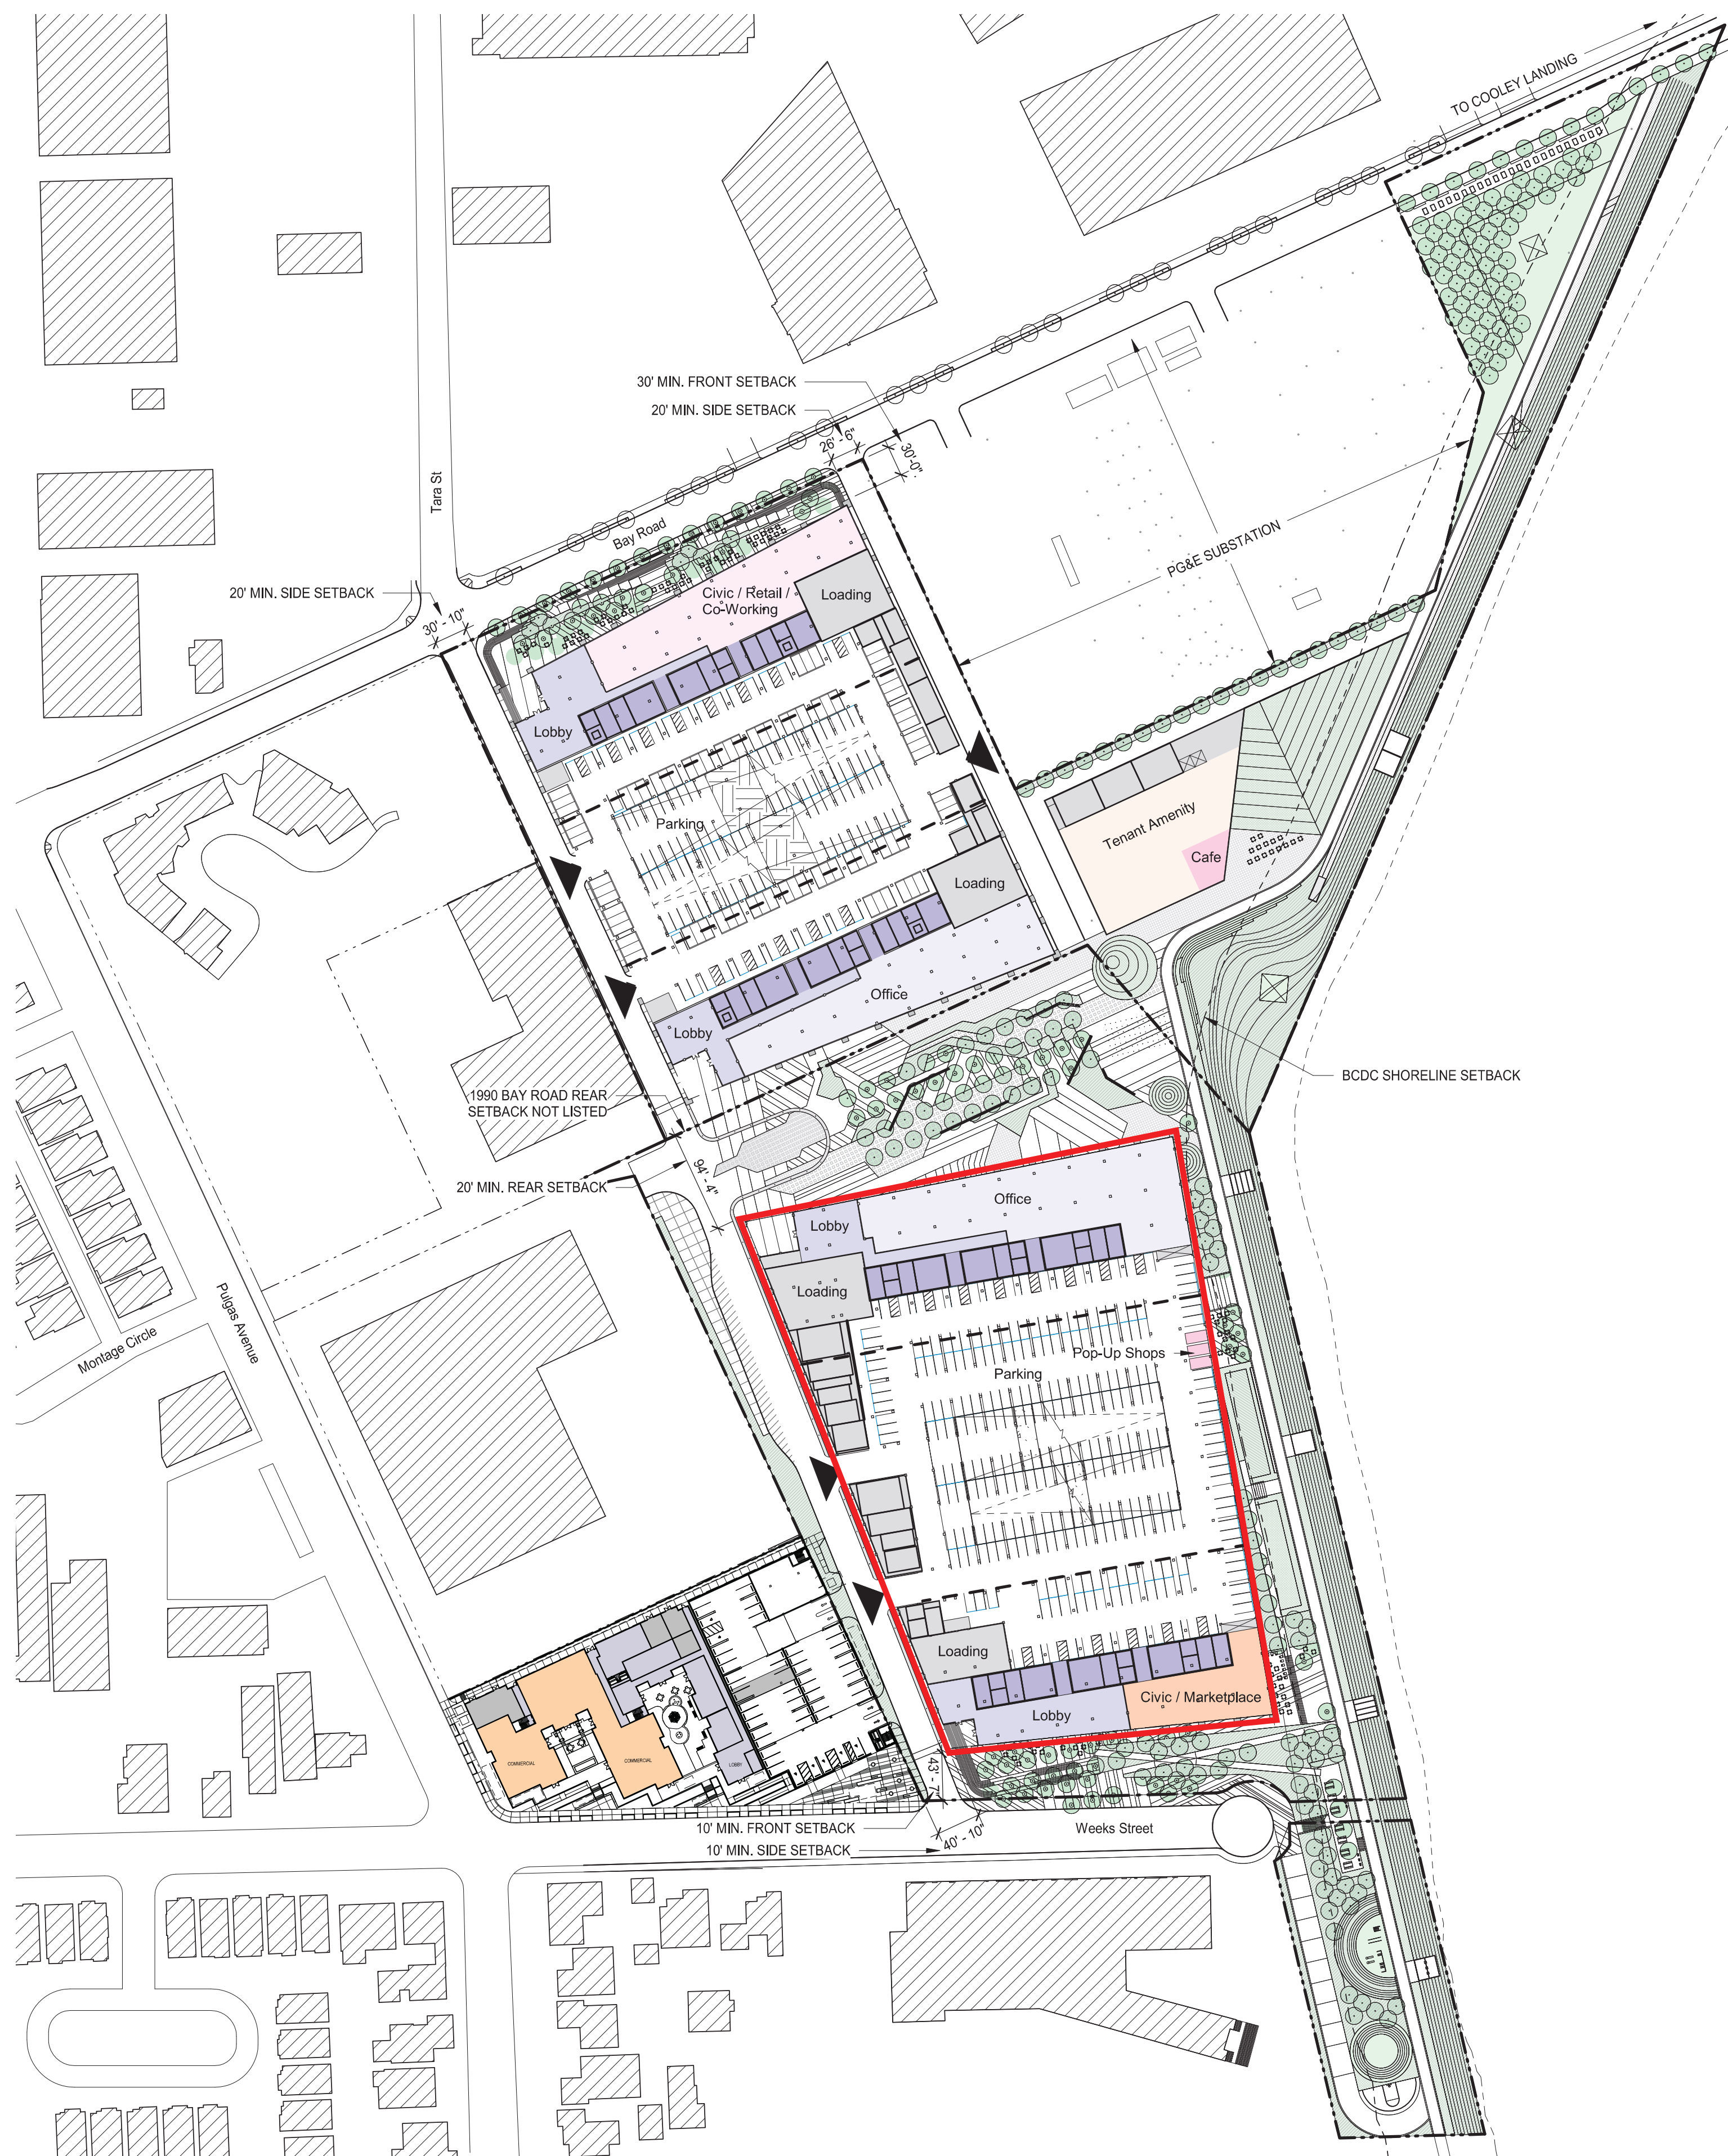 TO COOLEY LANDING
30' MIN. FRONT SETBACK
20' MIN. SIDE SETBACK
26' - 6"
30'-0"
Tara St
Bay Road
PG&E SUBSTATION
20' MIN. SIDE SETBACK
30' - 10"
Civic / Retail /
Co-Working
Loading
Lobby
Parking
Tenant Amenity
Cafe
Loading
Office
Lobby
1990 BAY ROAD REAR
SETBACK NOT LISTED
BCDC SHORELINE SETBACK
20' MIN. REAR SETBACK
94' - 4"
Office
Lobby
Loading
Pulgas Avenue
Montage Circle
Pop-Up Shops
Parking
Loading
Civic / Marketplace
Lobby
COMMERCIAL
COMMERCIAL
LOBBY
43' - 7"
10' MIN. FRONT SETBACK
Weeks Street
40' - 10"
10' MIN. SIDE SETBACK